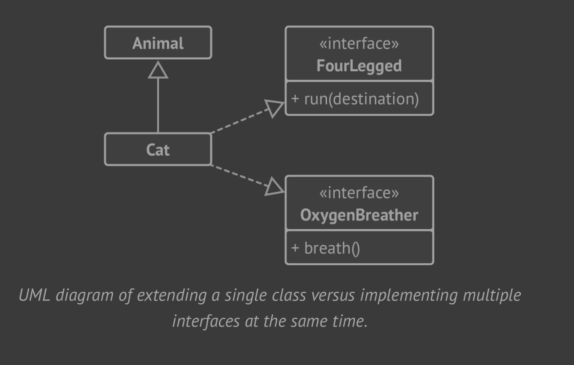 Animal
«interface»
FourLegged
+ run(destination)
Cat
«interface»
OxygenBreather
+ breath()
UML diagram of extending a single class versus implementing multiple
interfaces at the same time.